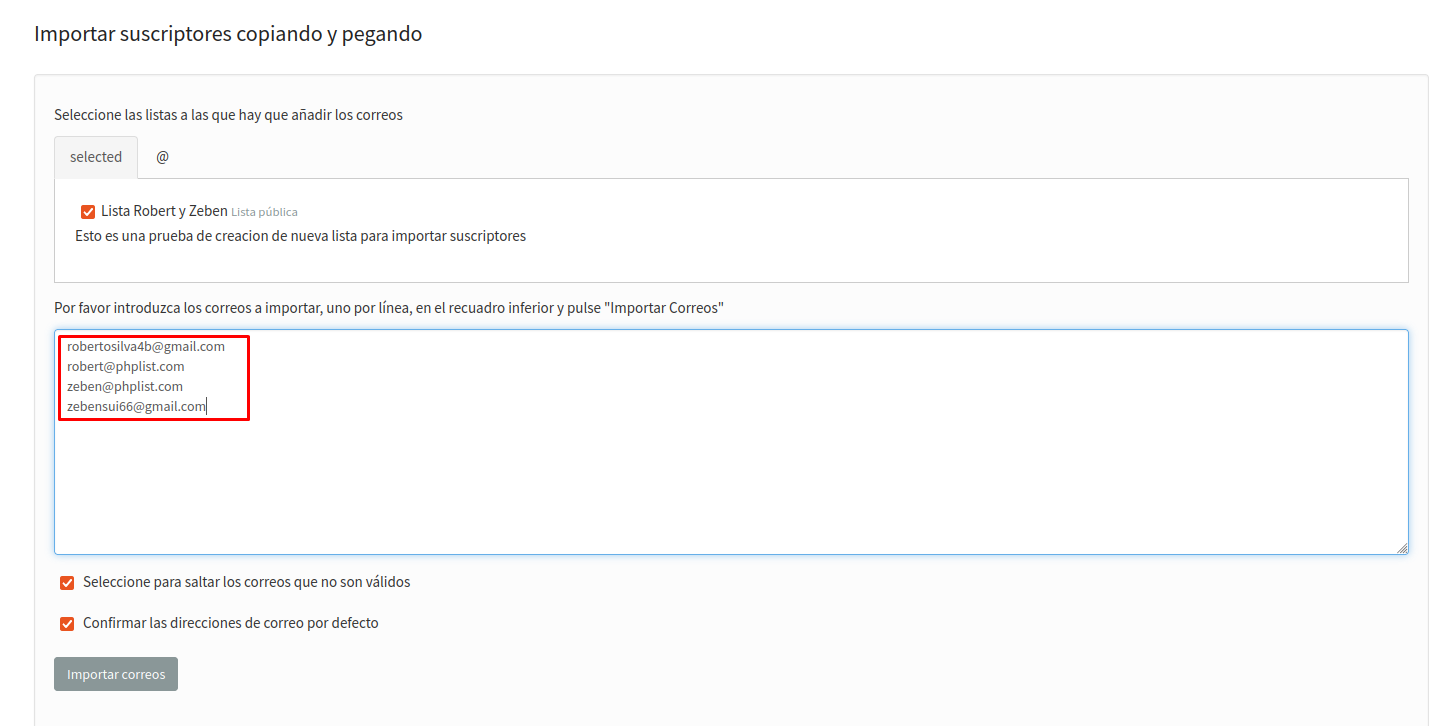 Importar suscriptores copiando y pegando
Seleccione las listas a las que hay que añadir los correos
selected @
Lista Robert y Zeben Lista pública
Esto es una prueba de creacion de nueva lista para importar suscriptores
Por favor introduzca los correos a importar, uno por línea, en el recuadro inferior y pulse "Importar Correos"
robertosilva4b@gmail.com
robert@phplist.com
zeben@phplist.com
zebensui66@gmail.com
Seleccione para saltar los correos que no son válidos
Confirmar las direcciones de correo por defecto
Importar correos